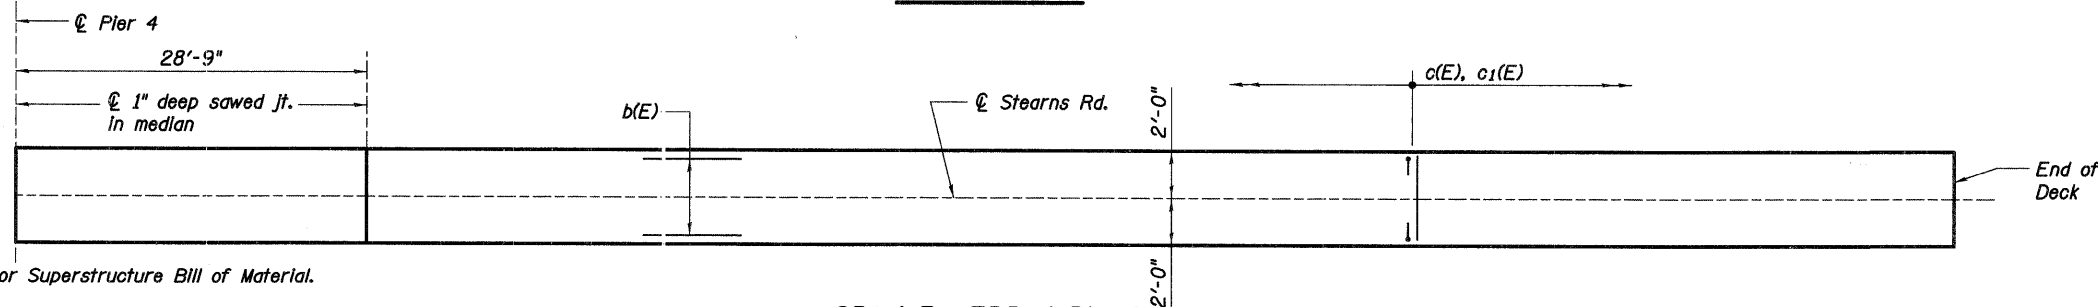 ℄ Pier 4
28'-9"
℄ 1" deep sawed jt.
in median
b(E)
℄ Stearns Rd.
2'-0"
c(E), c1(E)
End of
Deck
2'-0"
or Superstructure Bill of Material.